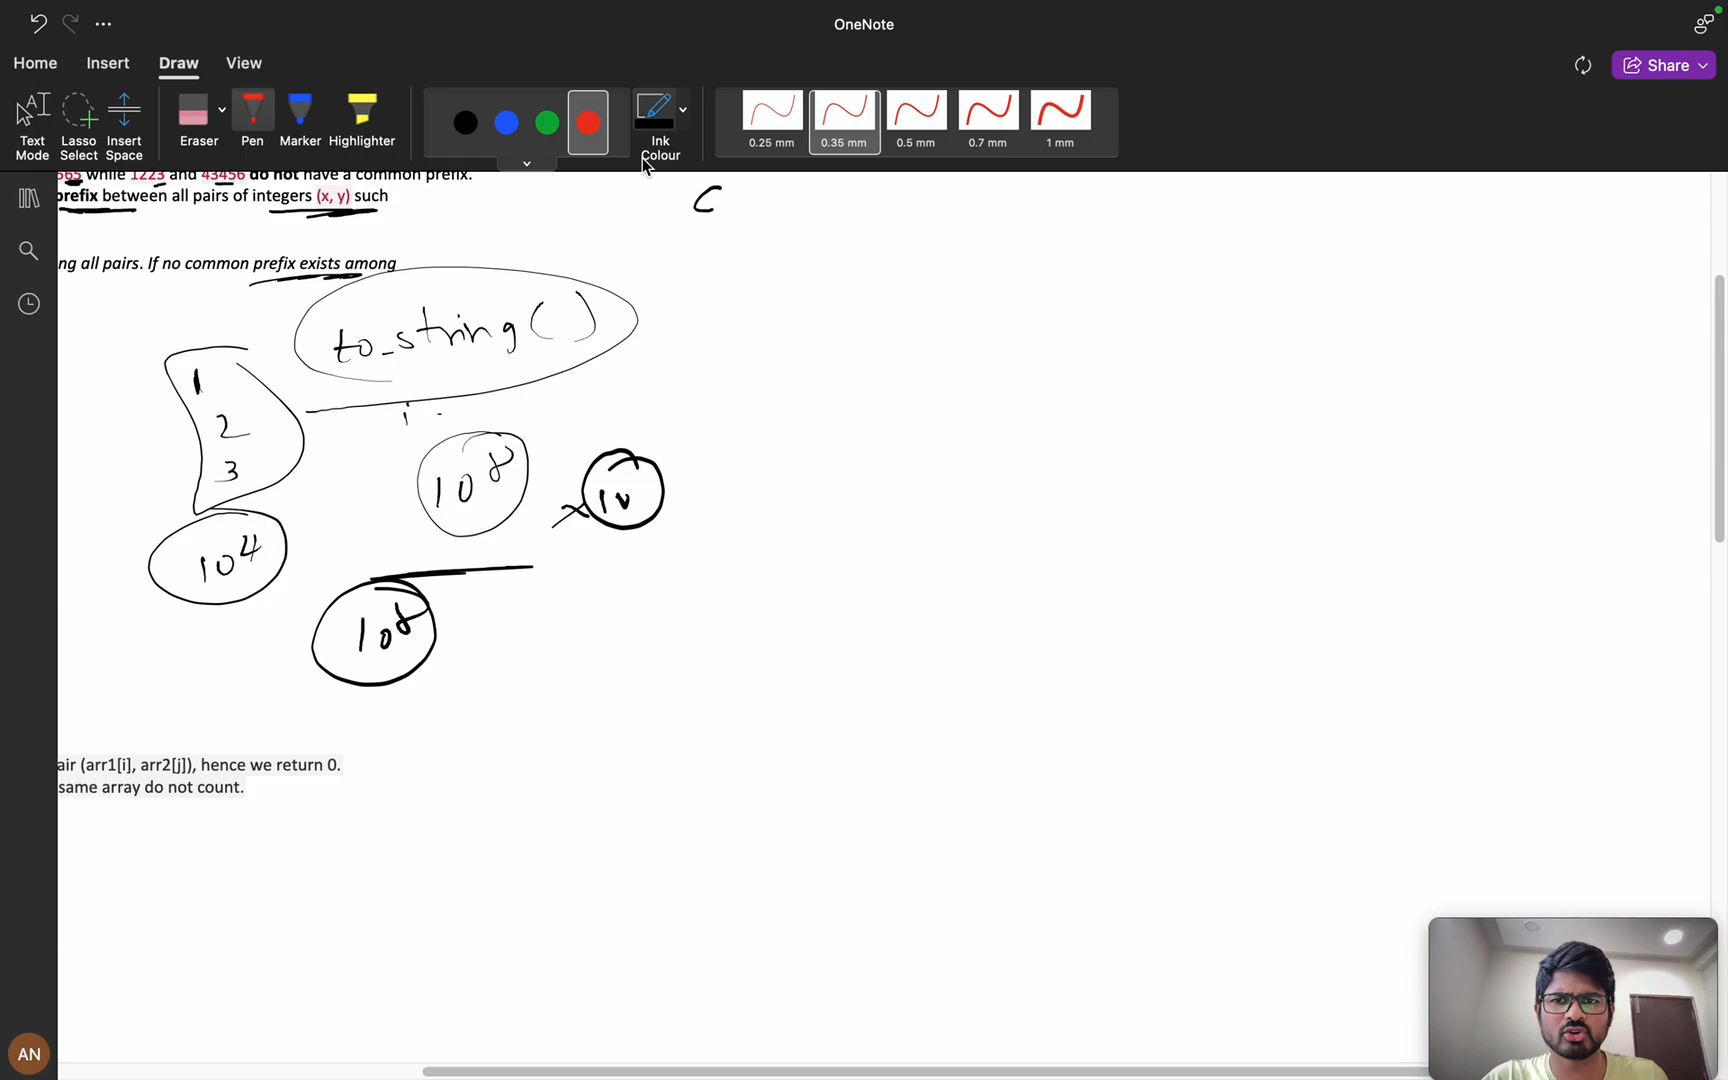 OneNote
Home Insert Draw View
Share
Text Mode
Lasso Select
Insert Space
Eraser
Pen
Marker
Highlighter
Ink Colour
0.25 mm
0.35 mm
0.5 mm
0.7 mm
1 mm
565 while 1223 and 43456 do not have a common prefix.
prefix between all pairs of integers (x, y) such
C
ng all pairs. If no common prefix exists among
to_string()
1
2
3
10^8
x 10
10^4
10^8
air (arr1[i], arr2[j]), hence we return 0.
same array do not count.
AN